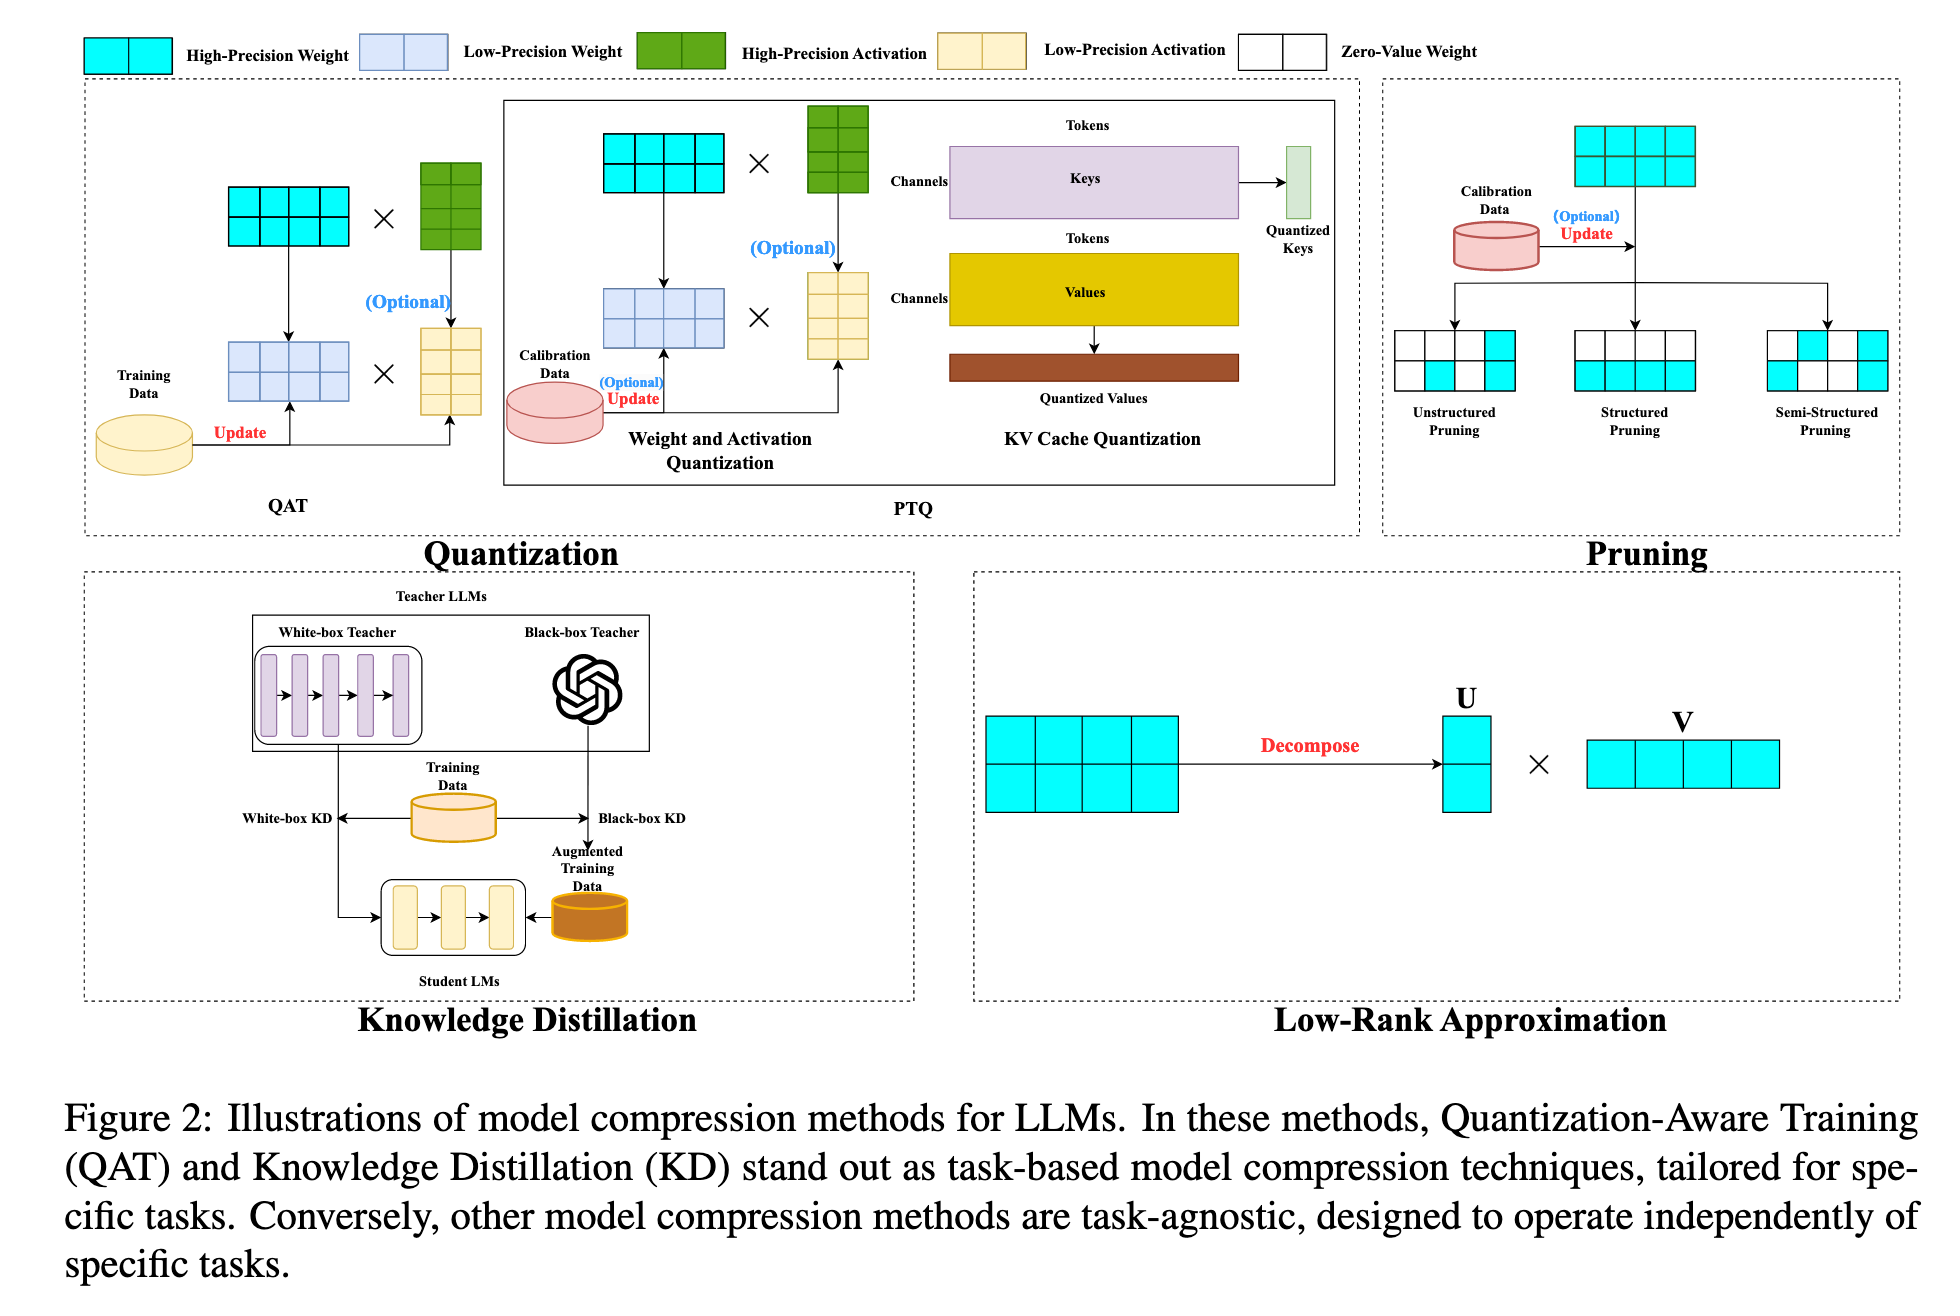 High-Precision Weight
Low-Precision Weight
High-Precision Activation
Low-Precision Activation
Zero-Value Weight
(Optional)
Training
Data
Update
QAT
(Optional)
Calibration
Data
(Optional)
Update
Weight and Activation
Quantization
Tokens
Channels
Keys
Quantized
Keys
Tokens
Channels
Values
Quantized Values
KV Cache Quantization
PTQ
Quantization
Calibration
Data
(Optional)
Update
Unstructured
Pruning
Structured
Pruning
Semi-Structured
Pruning
Pruning
Teacher LLMs
White-box Teacher
Black-box Teacher
Training
Data
White-box KD
Black-box KD
Augmented
Training
Data
Student LMs
Knowledge Distillation
Decompose
U
V
Low-Rank Approximation
Figure 2: Illustrations of model compression methods for LLMs. In these methods, Quantization-Aware Training
(QAT) and Knowledge Distillation (KD) stand out as task-based model compression techniques, tailored for spe-
cific tasks. Conversely, other model compression methods are task-agnostic, designed to operate independently of
specific tasks.